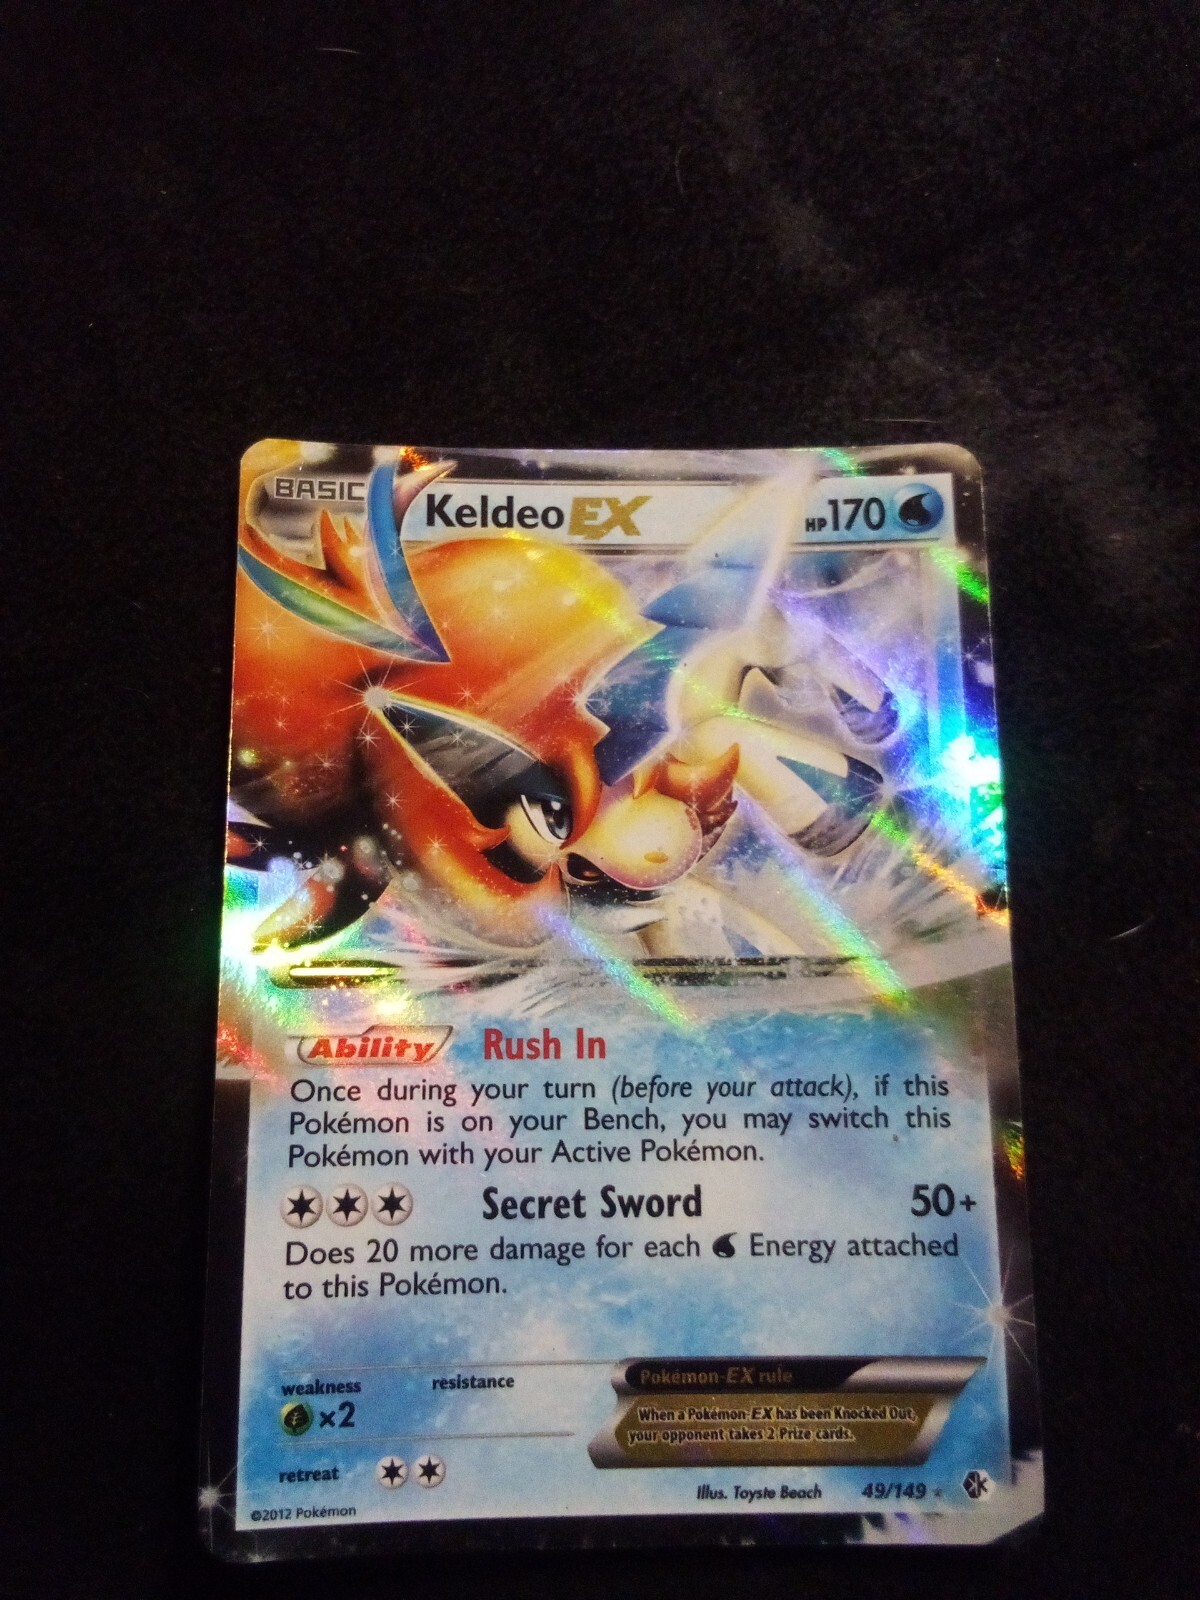 BASIC Keldeo EX HP 170
Ability Rush In
Once during your turn (before your attack), if this
Pokémon is on your Bench, you may switch this
Pokémon with your Active Pokémon.
Secret Sword 50+
Does 20 more damage for each Energy attached
to this Pokémon.
weakness resistance
×2
Pokémon-EX rule
When a Pokémon-EX has been Knocked Out,
your opponent takes 2 Prize cards.
retreat
Illus. Toyste Beach 49/149
©2012 Pokémon